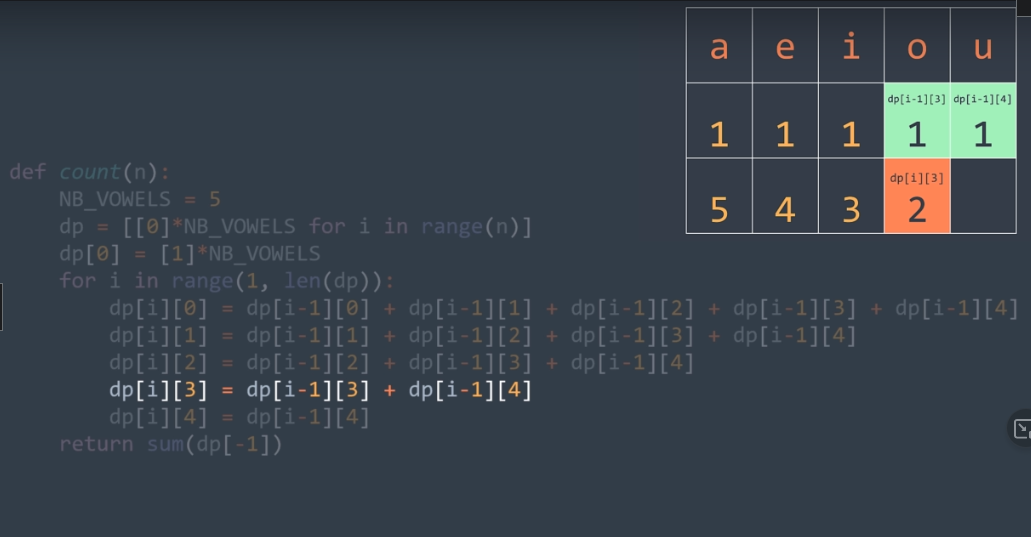 a e i o u
dp[i-1][3] dp[i-1][4]
1 1 1 1 1
dp[i][3]
5 4 3 2
def count(n):
    NB_VOWELS = 5
    dp = [[0]*NB_VOWELS for i in range(n)]
    dp[0] = [1]*NB_VOWELS
    for i in range(1, len(dp)):
        dp[i][0] = dp[i-1][0] + dp[i-1][1] + dp[i-1][2] + dp[i-1][3] + dp[i-1][4]
        dp[i][1] = dp[i-1][1] + dp[i-1][2] + dp[i-1][3] + dp[i-1][4]
        dp[i][2] = dp[i-1][2] + dp[i-1][3] + dp[i-1][4]
        dp[i][3] = dp[i-1][3] + dp[i-1][4]
        dp[i][4] = dp[i-1][4]
    return sum(dp[-1])